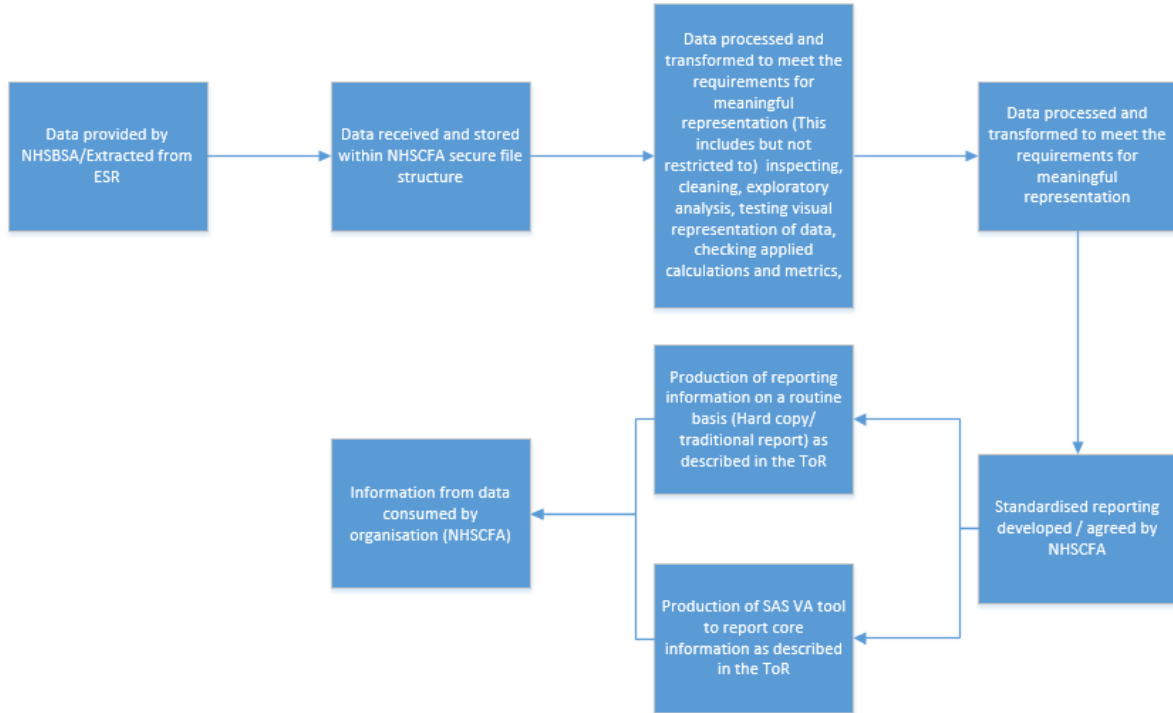 Data provided by
NHSBSA/Extracted from
ESR
Data received and stored
within NHSCFA secure file
structure
Data processed and
transformed to meet the
requirements for
meaningful
representation (This
includes but not
restricted to) inspecting,
cleaning, exploratory
analysis, testing visual
representation of data,
checking applied
calculations and metrics,
Data processed and
transformed to meet the
requirements for
meaningful
representation
Standardised reporting
developed / agreed by
NHSCFA
Production of reporting
information on a routine
basis (Hard copy/
traditional report) as
described in the ToR
Production of SAS VA tool
to report core
information as described
in the ToR
Information from data
consumed by
organisation (NHSCFA)